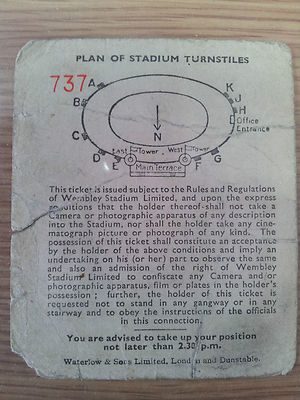 PLAN OF STADIUM TURNSTILES
737
A
B
C
D
E
F
G
H
J
K
Office
Entrance
N
East Tower
West Tower
Main Terrace
This ticket is issued subject to the Rules and Regulations
of Wembley Stadium Limited, and upon the express
conditions that the holder thereof shall not take a
Camera or photographic apparatus of any description
into the Stadium, nor shall the holder take any cine-
matograph picture or photograph of any kind. The
possession of this ticket shall constitute an acceptance
by the holder of the above conditions and imply an
undertaking on his (or her) part to observe the same
and also an admission of the right of Wembley
Stadium Limited to confiscate any Camera and/or
photographic apparatus, film or plates in the holder's
possession ; further, the holder of this ticket is
requested not to stand in any gangway or in any
stairway and to obey the instructions of the officials
in this connection.
You are advised to take up your position
not later than 2.30 p.m.
Waterlow & Sons Limited, London and Dunstable.